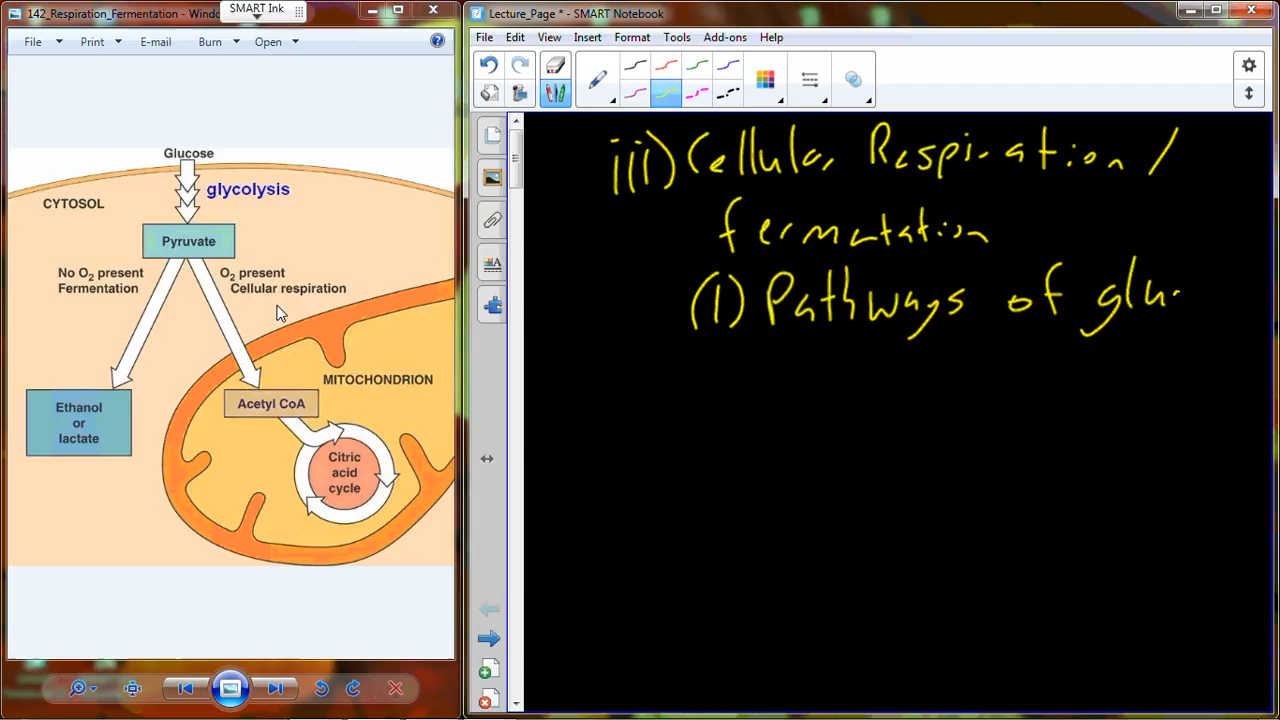 142_Respiration_Fermentation - Windo
SMART Ink
File Print E-mail Burn Open
Glucose
glycolysis
CYTOSOL
Pyruvate
No O2 present
Fermentation
O2 present
Cellular respiration
MITOCHONDRION
Ethanol
or
lactate
Acetyl CoA
Citric
acid
cycle
Lecture_Page * - SMART Notebook
File Edit View Insert Format Tools Add-ons Help
iii) Cellular Respiration /
fermentation
(1) Pathways of glu